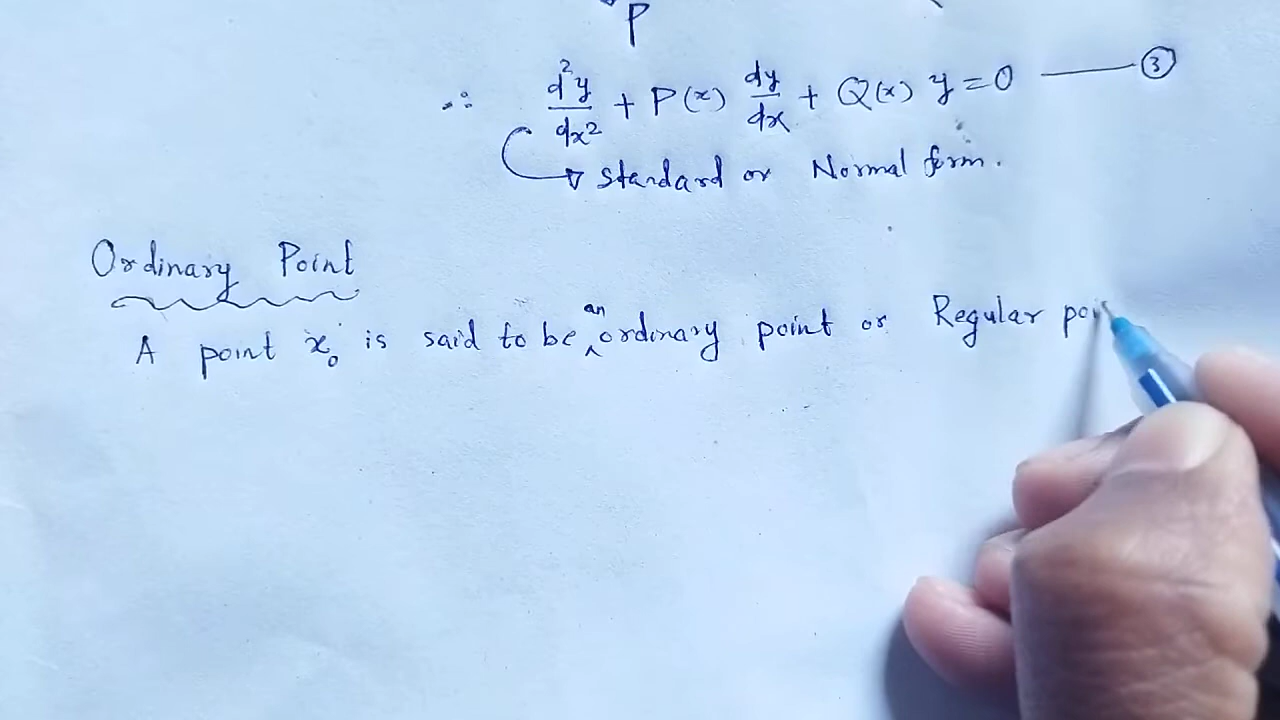 P
∴ d²y/dx² + P(x) dy/dx + Q(x) y = 0 —— ③
Standard or Normal form.
Ordinary Point
A point x₀ is said to be an ordinary point or Regular poi